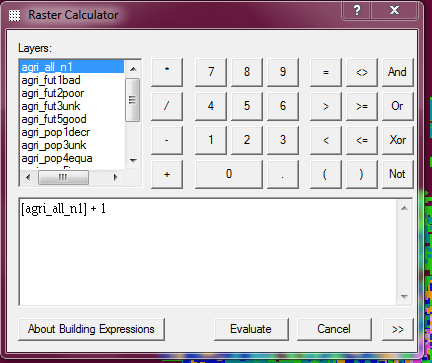 Raster Calculator
?
X
Layers:
agri_all_n1
agri_fut1bad
agri_fut2poor
agri_fut3unk
agri_fut5good
agri_pop1decr
agri_pop3unk
agri_pop4equa
* 7 8 9 = <> And
/ 4 5 6 > >= Or
- 1 2 3 < <= Xor
+ 0 . ( ) Not
[agri_all_n1] + 1
About Building Expressions
Evaluate
Cancel
>>